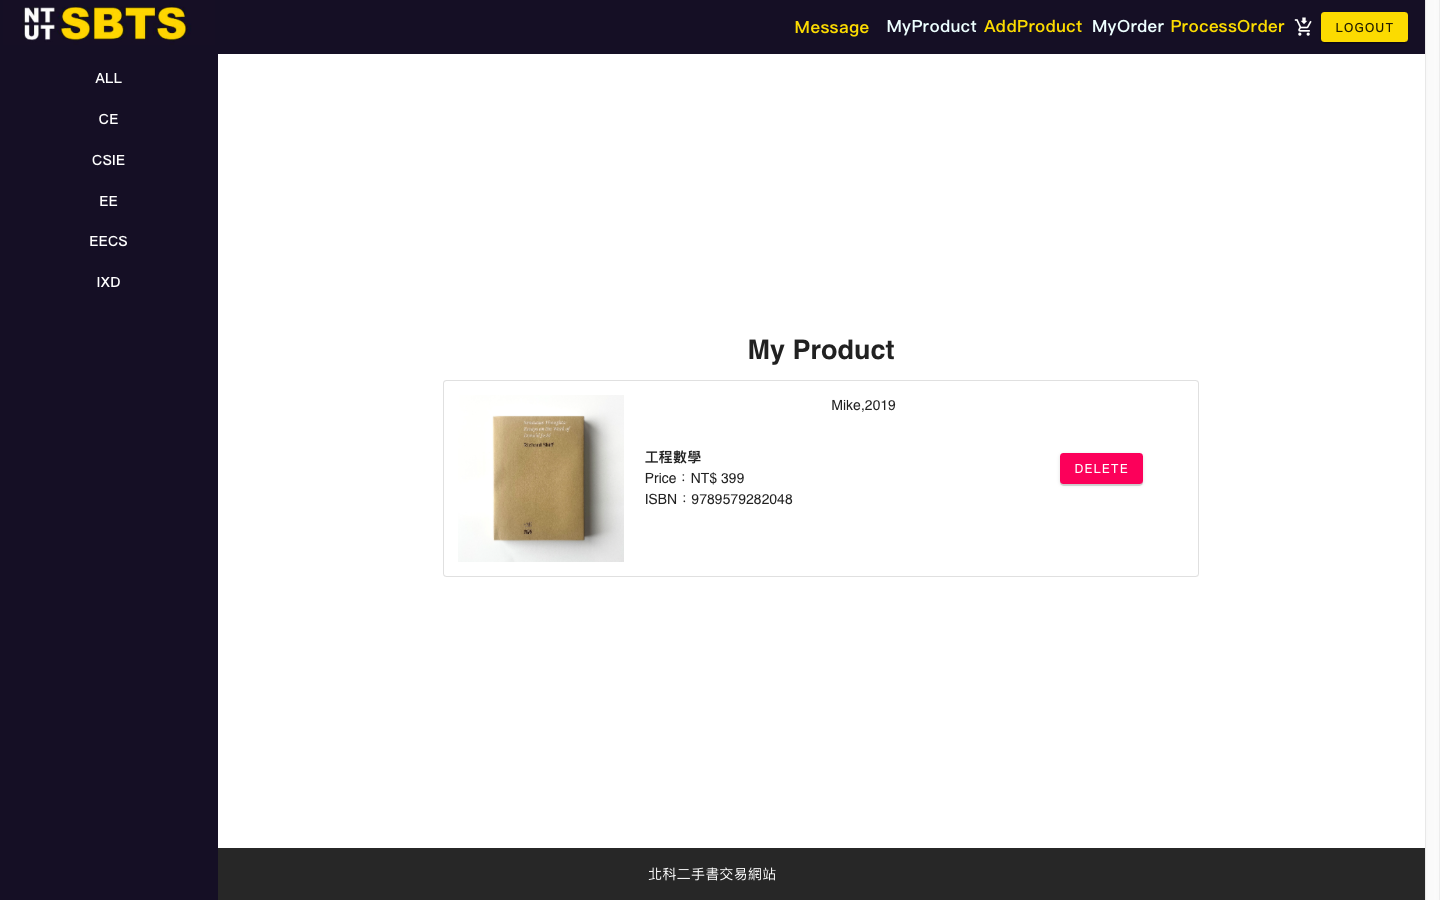 NT
UT SBTS
Message MyProduct AddProduct MyOrder ProcessOrder LOGOUT
ALL
CE
CSIE
EE
EECS
IXD
My Product
Mike,2019
工程數學
Price：NT$ 399
ISBN：9789579282048
DELETE
北科二手書交易網站